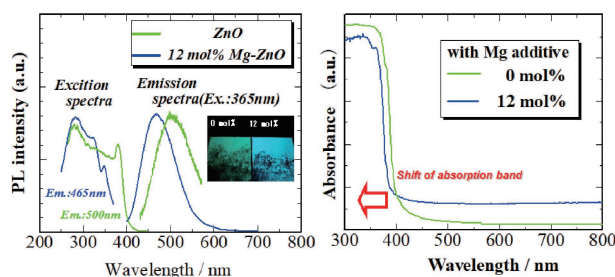 ZnO
12 mol% Mg-ZnO
Excition
spectra
Emission
spectra(Ex.:365nm)
0 mol% 12 mol%
Em.:465nm
Em.:500nm
PL intensity (a.u.)
200 300 400 500 600 700 800
Wavelength / nm
with Mg additive
0 mol%
12 mol%
Shift of absorption band
Absorbance (a.u.)
300 400 500 600 700 800
Wavelength / nm